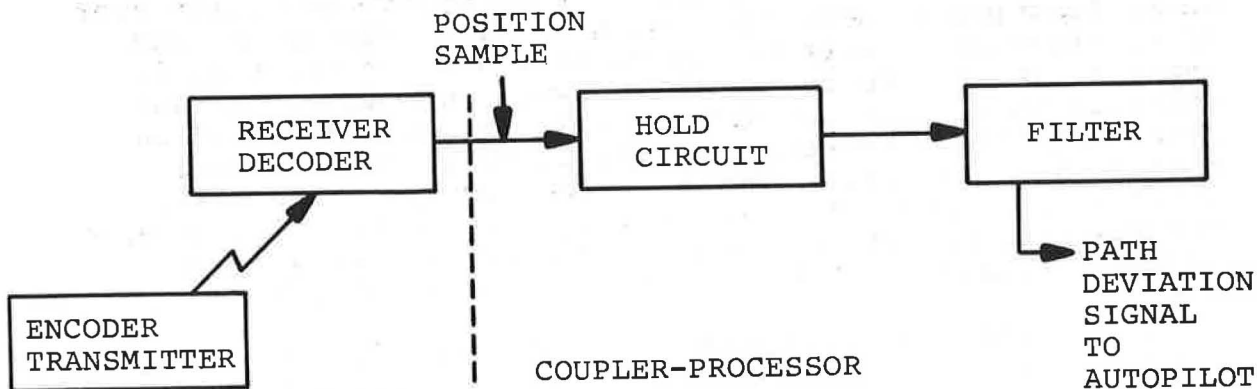 POSITION
SAMPLE
RECEIVER
DECODER
HOLD
CIRCUIT
FILTER
ENCODER
TRANSMITTER
COUPLER-PROCESSOR
PATH
DEVIATION
SIGNAL
TO
AUTOPILOT